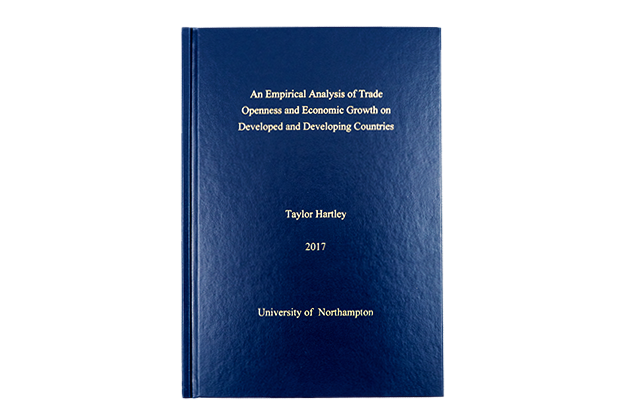 An Empirical Analysis of Trade
Openness and Economic Growth on
Developed and Developing Countries
Taylor Hartley
2017
University of Northampton